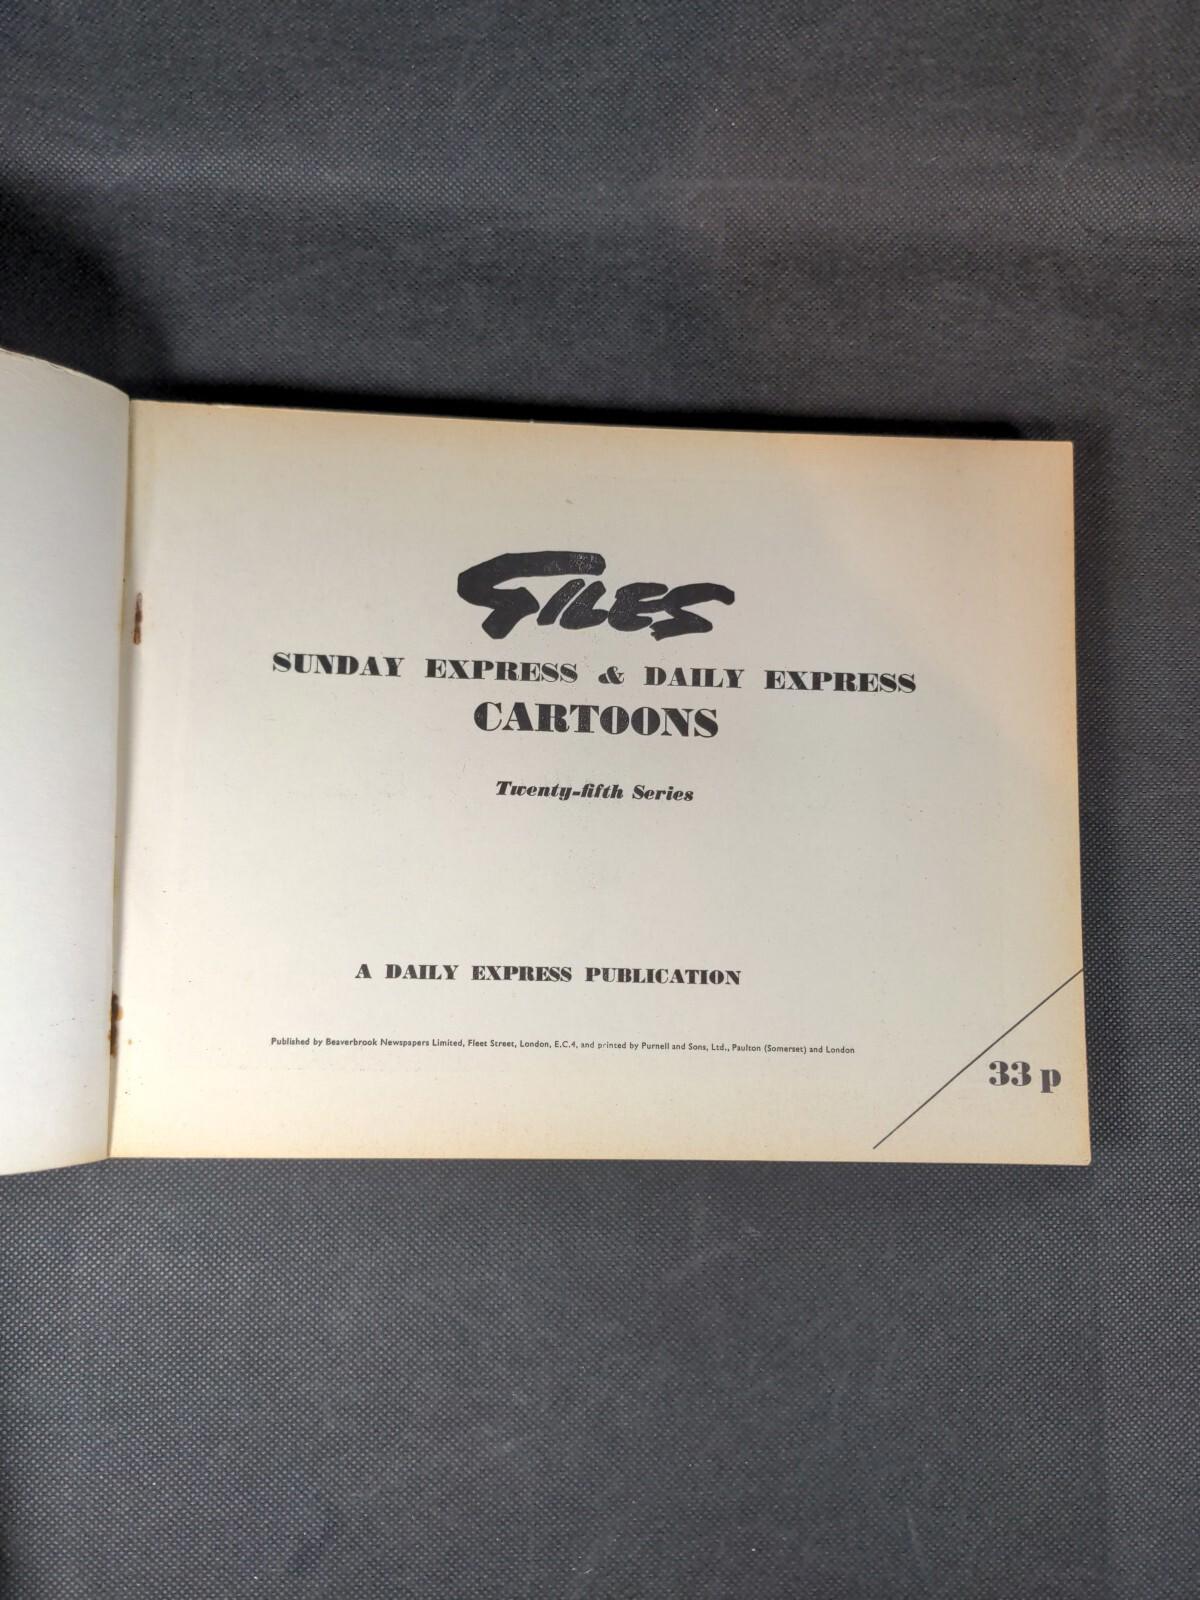 GILES
SUNDAY EXPRESS & DAILY EXPRESS
CARTOONS
Twenty-fifth Series
A DAILY EXPRESS PUBLICATION
Published by Beaverbrook Newspapers Limited, Fleet Street, London, E.C.4, and printed by Purnell and Sons, Ltd., Paulton (Somerset) and London
33 p